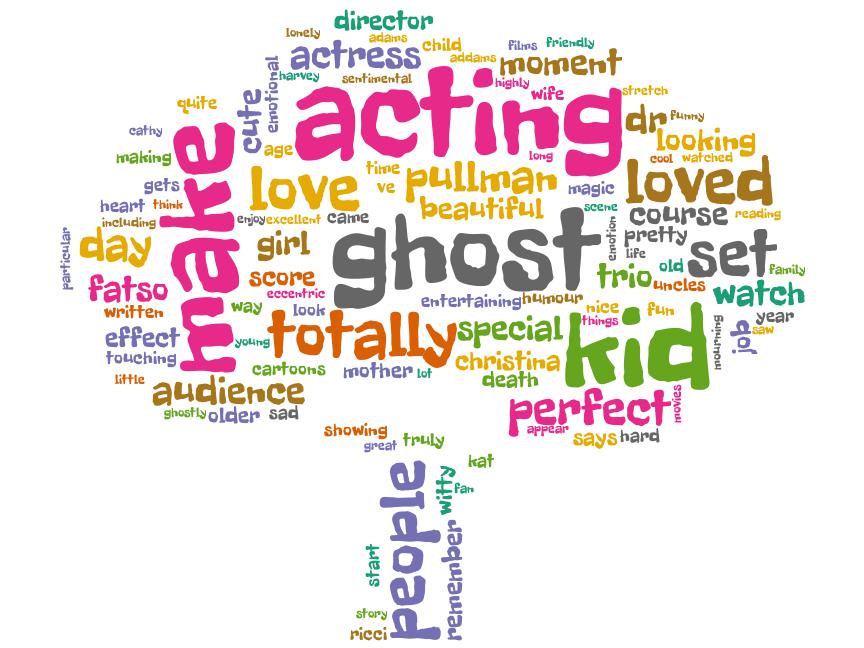 director
lonely
adams
actress
child
films
friendly
addams
moment
harvey
sentimental
emotional
highly
wife
stretch
quite
cute
acting
dr
funny
cathy
looking
making
age
long
cool
watched
make
time
love
ve
pullman
magic
loved
gets
heart
think
beautiful
scene
including
enjoy
excellent
came
course
reading
particular
day
girl
ghost
emotion
pretty
life
set
fatso
score
eccentric
trio
old
uncles
family
watch
written
way
look
entertaining
humour
nice
things
fun
year
effect
young
totally
special
kid
mourning
job
saw
touching
cartoons
mother
lot
christina
death
little
audience
perfect
movies
ghostly
older
sad
appear
says
hard
showing
great
truly
kat
people
witty
fan
start
remember
story
ricci